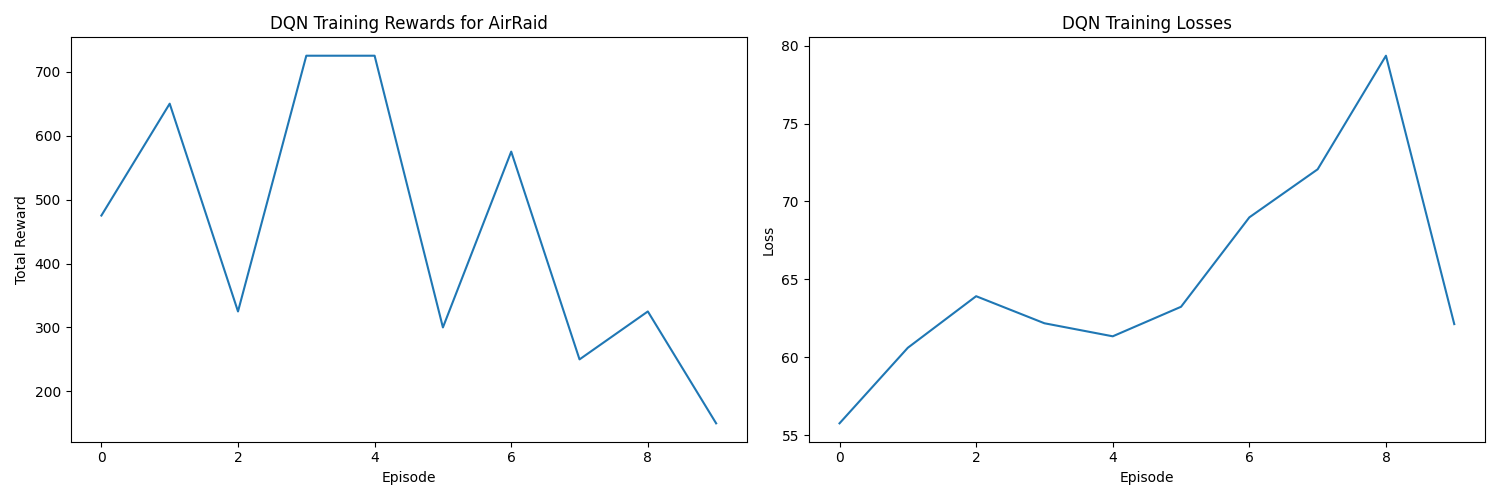 DQN Training Rewards for AirRaid
Total Reward
700
600
500
400
300
200
0 2 4 6 8
Episode
DQN Training Losses
Loss
80
75
70
65
60
55
0 2 4 6 8
Episode